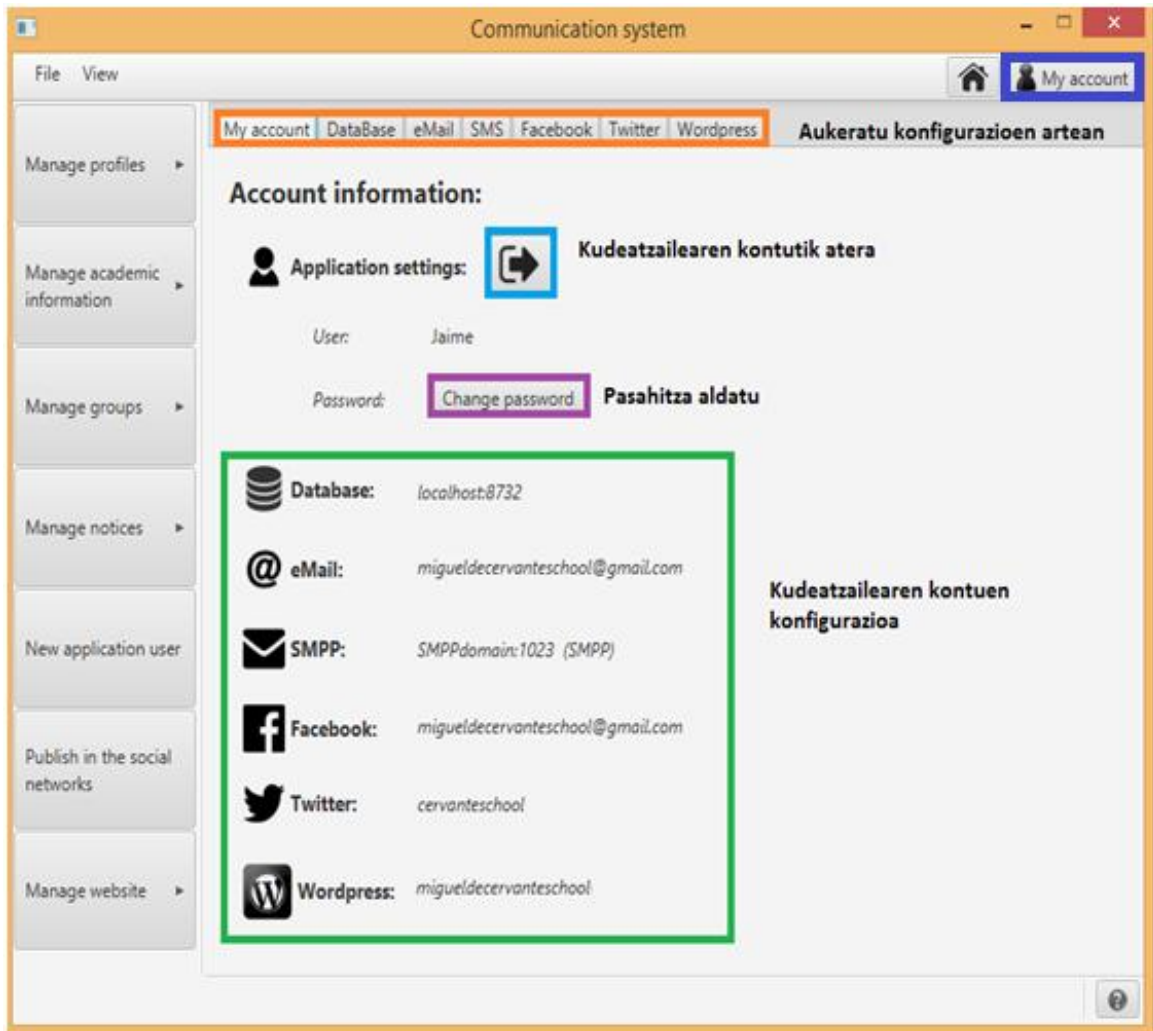 Communication system
File View
My account
My account DataBase eMail SMS Facebook Twitter Wordpress
Aukeratu konfigurazioen artean
Manage profiles
Manage academic
information
Manage groups
Manage notices
New application user
Publish in the social
networks
Manage website
Account information:
Application settings:
Kudeatzailearen kontutik atera
User: Jaime
Password: Change password Pasahitza aldatu
Database: localhost:8732
eMail: migueldecervanteschool@gmail.com
Kudeatzailearen kontuen
konfigurazioa
SMPP: SMPPdomain:1023 (SMPP)
Facebook: migueldecervanteschool@gmail.com
Twitter: cervanteschool
Wordpress: migueldecervanteschool